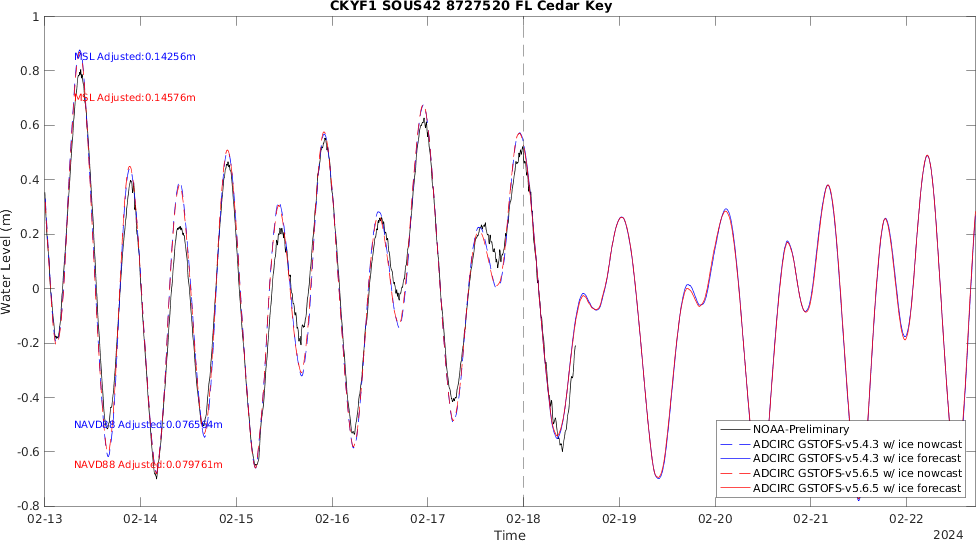 CKYF1 SOUS42 8727520 FL Cedar Key
1
0.8
0.6
0.4
0.2
0
-0.2
-0.4
-0.6
-0.8
Water Level (m)
MSL Adjusted:0.14256m
MSL Adjusted:0.14576m
NAVD88 Adjusted:0.076564m
NAVD88 Adjusted:0.079761m
NOAA-Preliminary
ADCIRC GSTOFS-v5.4.3 w/ ice nowcast
ADCIRC GSTOFS-v5.4.3 w/ ice forecast
ADCIRC GSTOFS-v5.6.5 w/ ice nowcast
ADCIRC GSTOFS-v5.6.5 w/ ice forecast
02-13 02-14 02-15 02-16 02-17 02-18 02-19 02-20 02-21 02-22
Time
2024